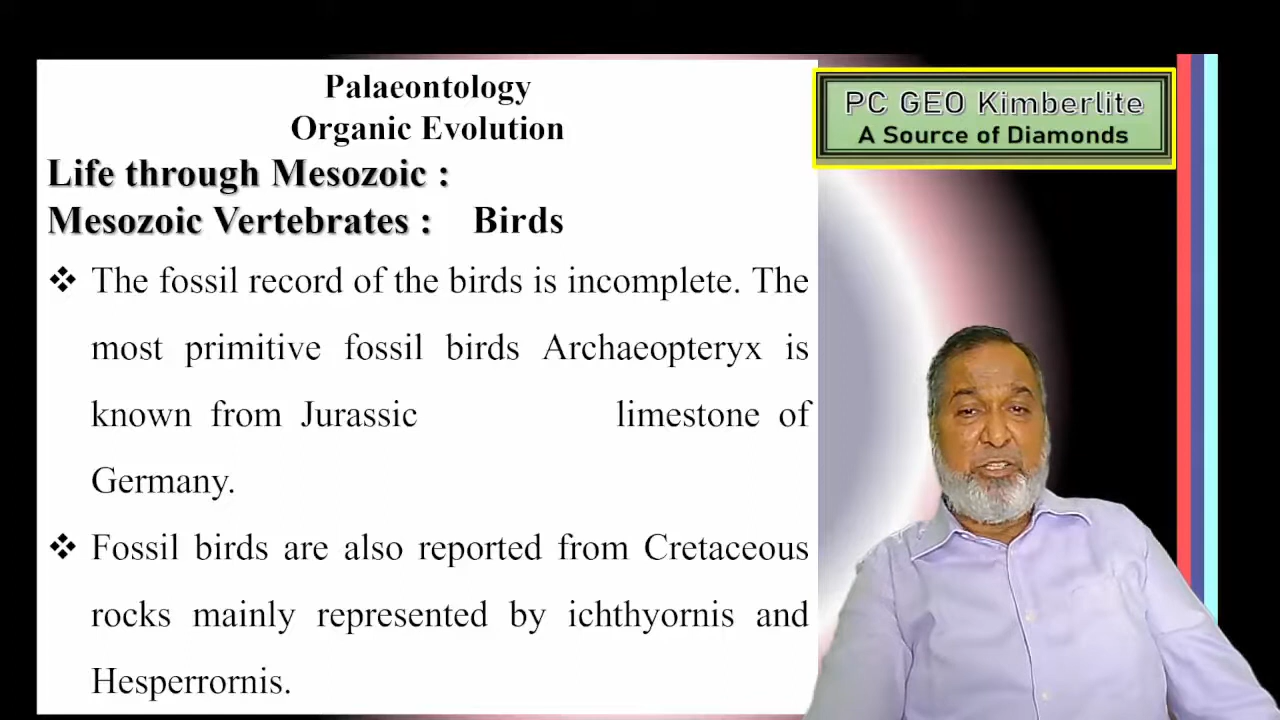 Palaeontology
Organic Evolution
PC GEO Kimberlite
A Source of Diamonds
Life through Mesozoic :
Mesozoic Vertebrates : Birds
❖ The fossil record of the birds is incomplete. The
most primitive fossil birds Archaeopteryx is
known from Jurassic limestone of
Germany.
❖ Fossil birds are also reported from Cretaceous
rocks mainly represented by ichthyornis and
Hesperrornis.